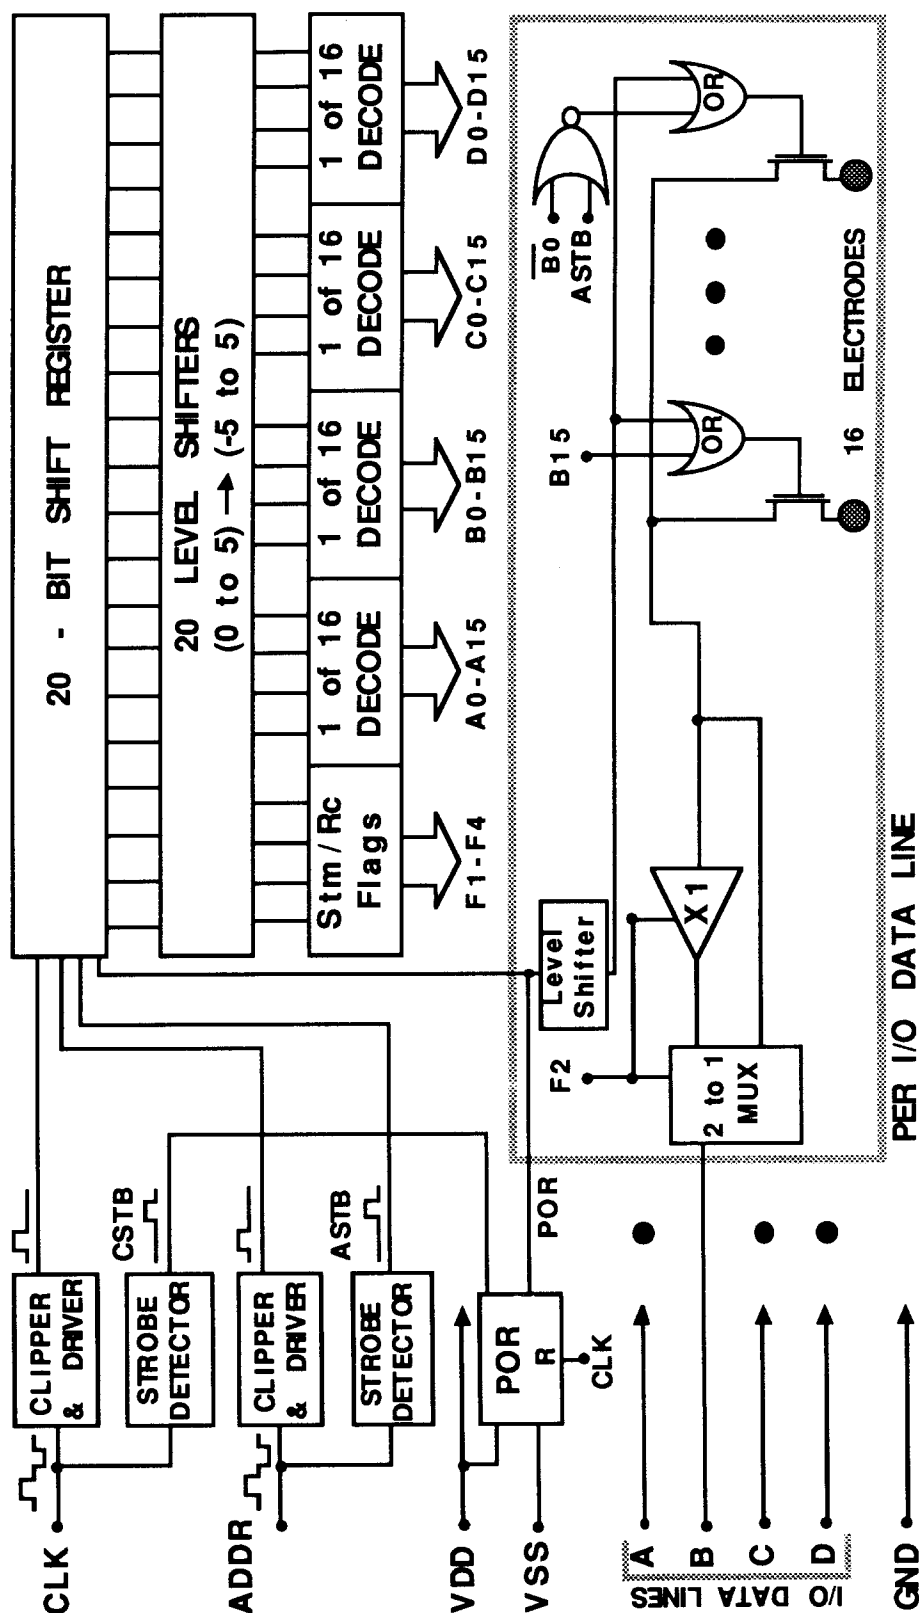 20 - BIT SHIFT REGISTER
20 LEVEL SHIFTERS
(0 to 5) → (-5 to 5)
Stm/Rc
Flags
1 of 16
DECODE
1 of 16
DECODE
1 of 16
DECODE
1 of 16
DECODE
F1-F4
A0-A15
B0-B15
C0-C15
D0-D15
CLK
CLIPPER
& DRIVER
STROBE
DETECTOR
CSTB
ADDR
CLIPPER
& DRIVER
STROBE
DETECTOR
ASTB
VDD
VSS
POR
R
CLK
POR
F2
Level
Shifter
2 to 1
MUX
X1
B15
OR
B0
ASTB
OR
16 ELECTRODES
PER I/O DATA LINE
I/O DATA LINES
A
B
C
D
GND